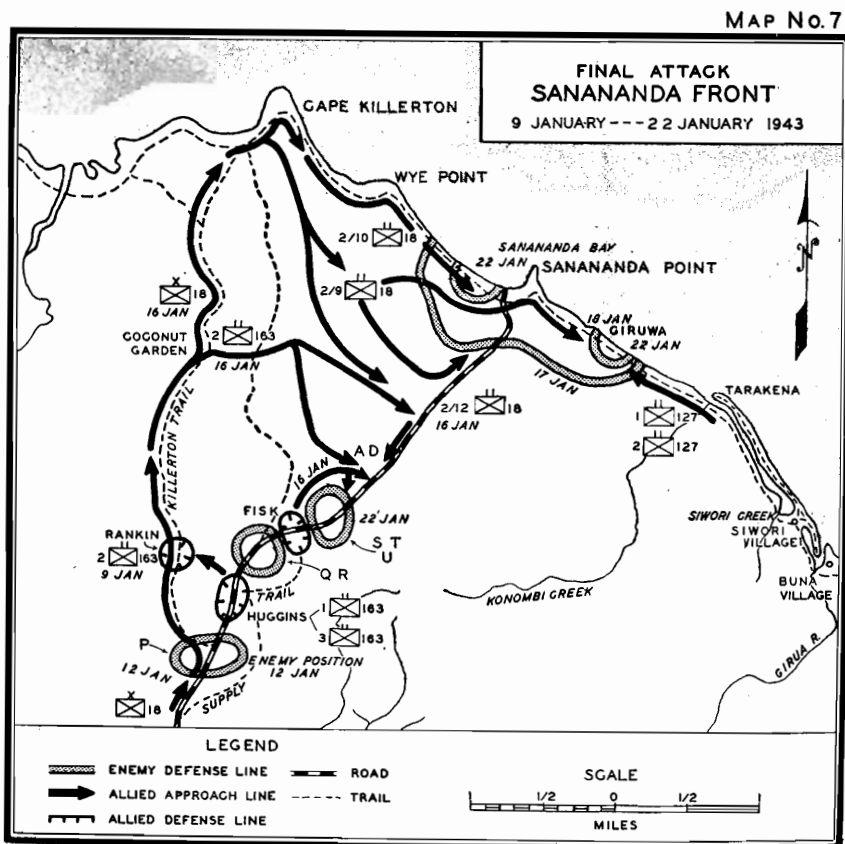 MAP No. 7
FINAL ATTACK
SANANANDA FRONT
9 JANUARY --- 22 JANUARY 1943
CAPE KILLERTON
WYE POINT
2/10 18
SANANANDA BAY
22 JAN
SANANANDA POINT
N
18
16 JAN
2/9 18
2 163
COCONUT
GARDEN
16 JAN
18 JAN
GIRUWA
22 JAN
17 JAN
TARAKENA
2/12 18
16 JAN
1 127
2 127
KILLERTON TRAIL
AD
16 JAN
FISK
22 JAN
S T
U
SIWORI CREEK
SIWORI
VILLAGE
RANKIN
2 163
9 JAN
QR
BUNA
VILLAGE
TRAIL
HUGGINS
KONOMBI CREEK
1 163
3 163
P
ENEMY POSITION
12 JAN
12 JAN
GIRUA R.
SUPPLY
18
LEGEND
ENEMY DEFENSE LINE
ROAD
ALLIED APPROACH LINE
TRAIL
ALLIED DEFENSE LINE
SCALE
1 1/2 0 1/2 1
MILES